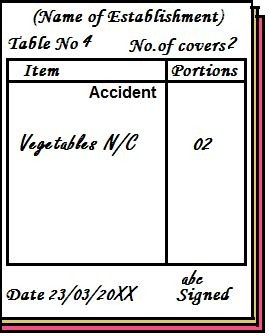 (Name of Establishment)
Table No 4 No.of covers 2
Item Portions
Accident
Vegetables N/C 02
abc
Date 23/03/20XX Signed